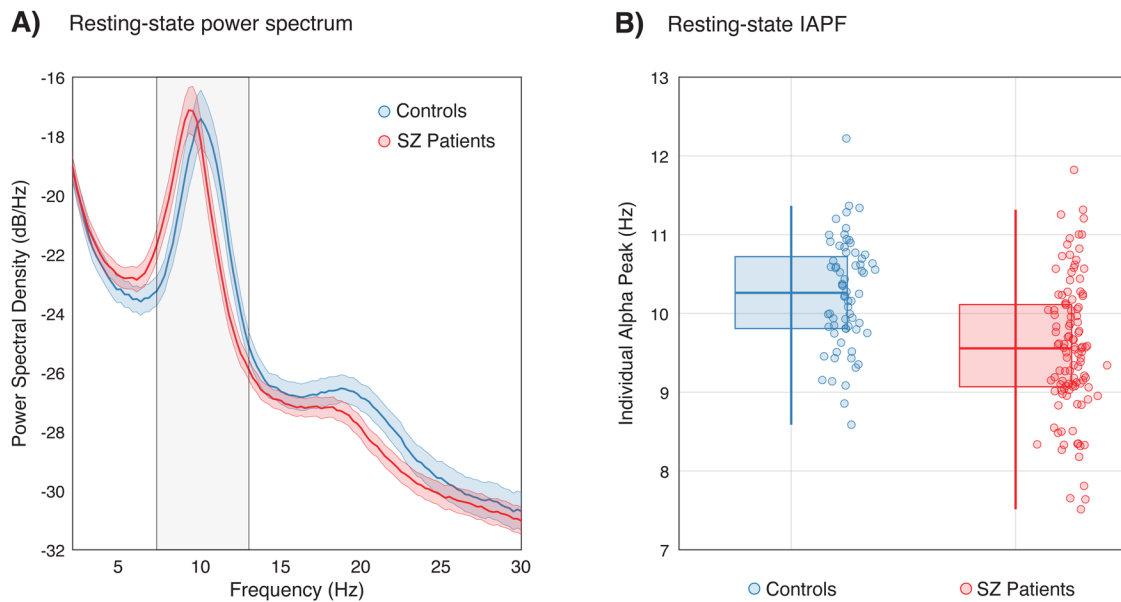 A) Resting-state power spectrum
-16
-18
-20
-22
-24
-26
-28
-30
-32
Power Spectral Density (dB/Hz)
Controls
SZ Patients
5 10 15 20 25 30
Frequency (Hz)
B) Resting-state IAPF
13
12
11
10
9
8
7
Individual Alpha Peak (Hz)
Controls SZ Patients